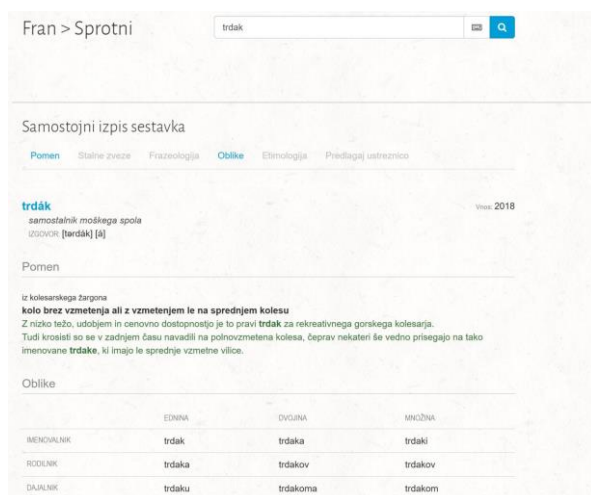 Fran > Sprotni
trdak
Samostojni izpis sestavka
Pomen Stalne zveze Frazeologija Oblike Etimologija Predlagaj ustreznico
trdák
Vnos: 2018
samostalnik moškega spola
IZGOVOR: [tərdák] [á]
Pomen
iz kolesarskega žargona
kolo brez vzmetenja ali z vzmetenjem le na sprednjem kolesu
Z nizko težo, udobjem in cenovno dostopnostjo je to pravi trdak za rekreativnega gorskega kolesarja.
Tudi krosisti so se v zadnjem času navadili na polnovzmetena kolesa, čeprav nekateri še vedno prisegajo na tako
imenovane trdake, ki imajo le sprednje vzmetne vilice.
Oblike
EDNINA DVOJINA MNOŽINA
IMENOVALNIK trdak trdaka trdaki
RODILNIK trdaka trdakov trdakov
DAJALNIK trdaku trdakoma trdakom